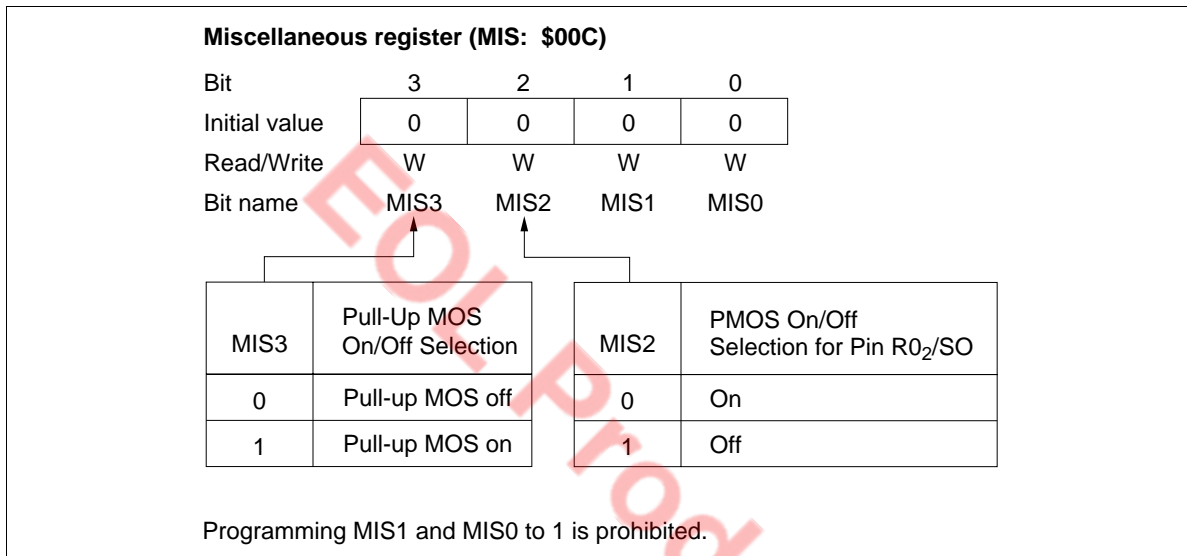 Miscellaneous register (MIS: $00C)
Bit 3 2 1 0
Initial value 0 0 0 0
Read/Write W W W W
Bit name MIS3 MIS2 MIS1 MIS0
MIS3 Pull-Up MOS On/Off Selection
0 Pull-up MOS off
1 Pull-up MOS on
MIS2 PMOS On/Off Selection for Pin R0₂/SO
0 On
1 Off
Programming MIS1 and MIS0 to 1 is prohibited.
EOL Prod